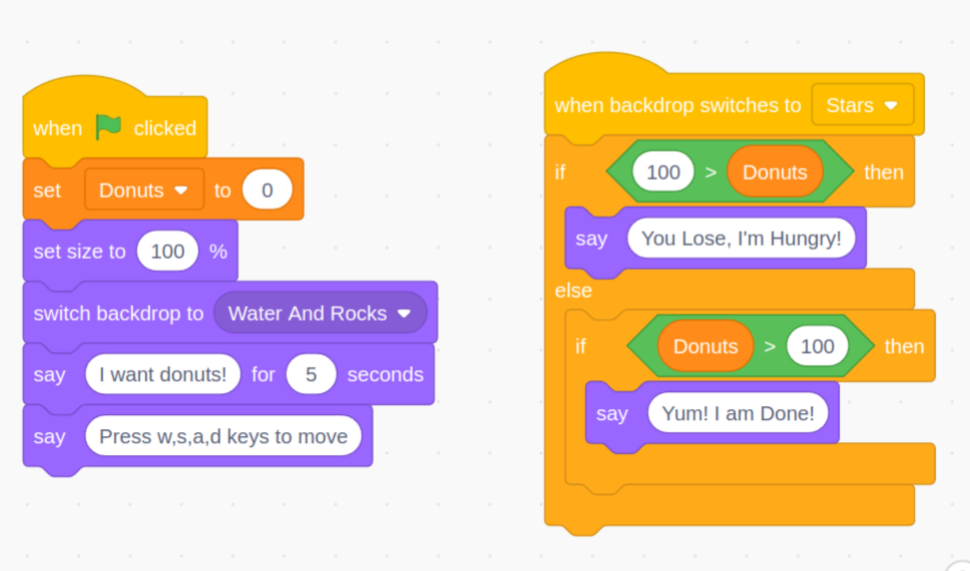 when clicked
set Donuts to 0
set size to 100 %
switch backdrop to Water And Rocks
say I want donuts! for 5 seconds
say Press w,s,a,d keys to move
when backdrop switches to Stars
if 100 > Donuts then
say You Lose, I'm Hungry!
else
if Donuts > 100 then
say Yum! I am Done!